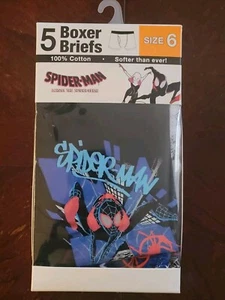 5 Boxer Briefs
SIZE 6
100% Cotton • Softer than ever!
SPIDER-MAN
SPIDER-MAN